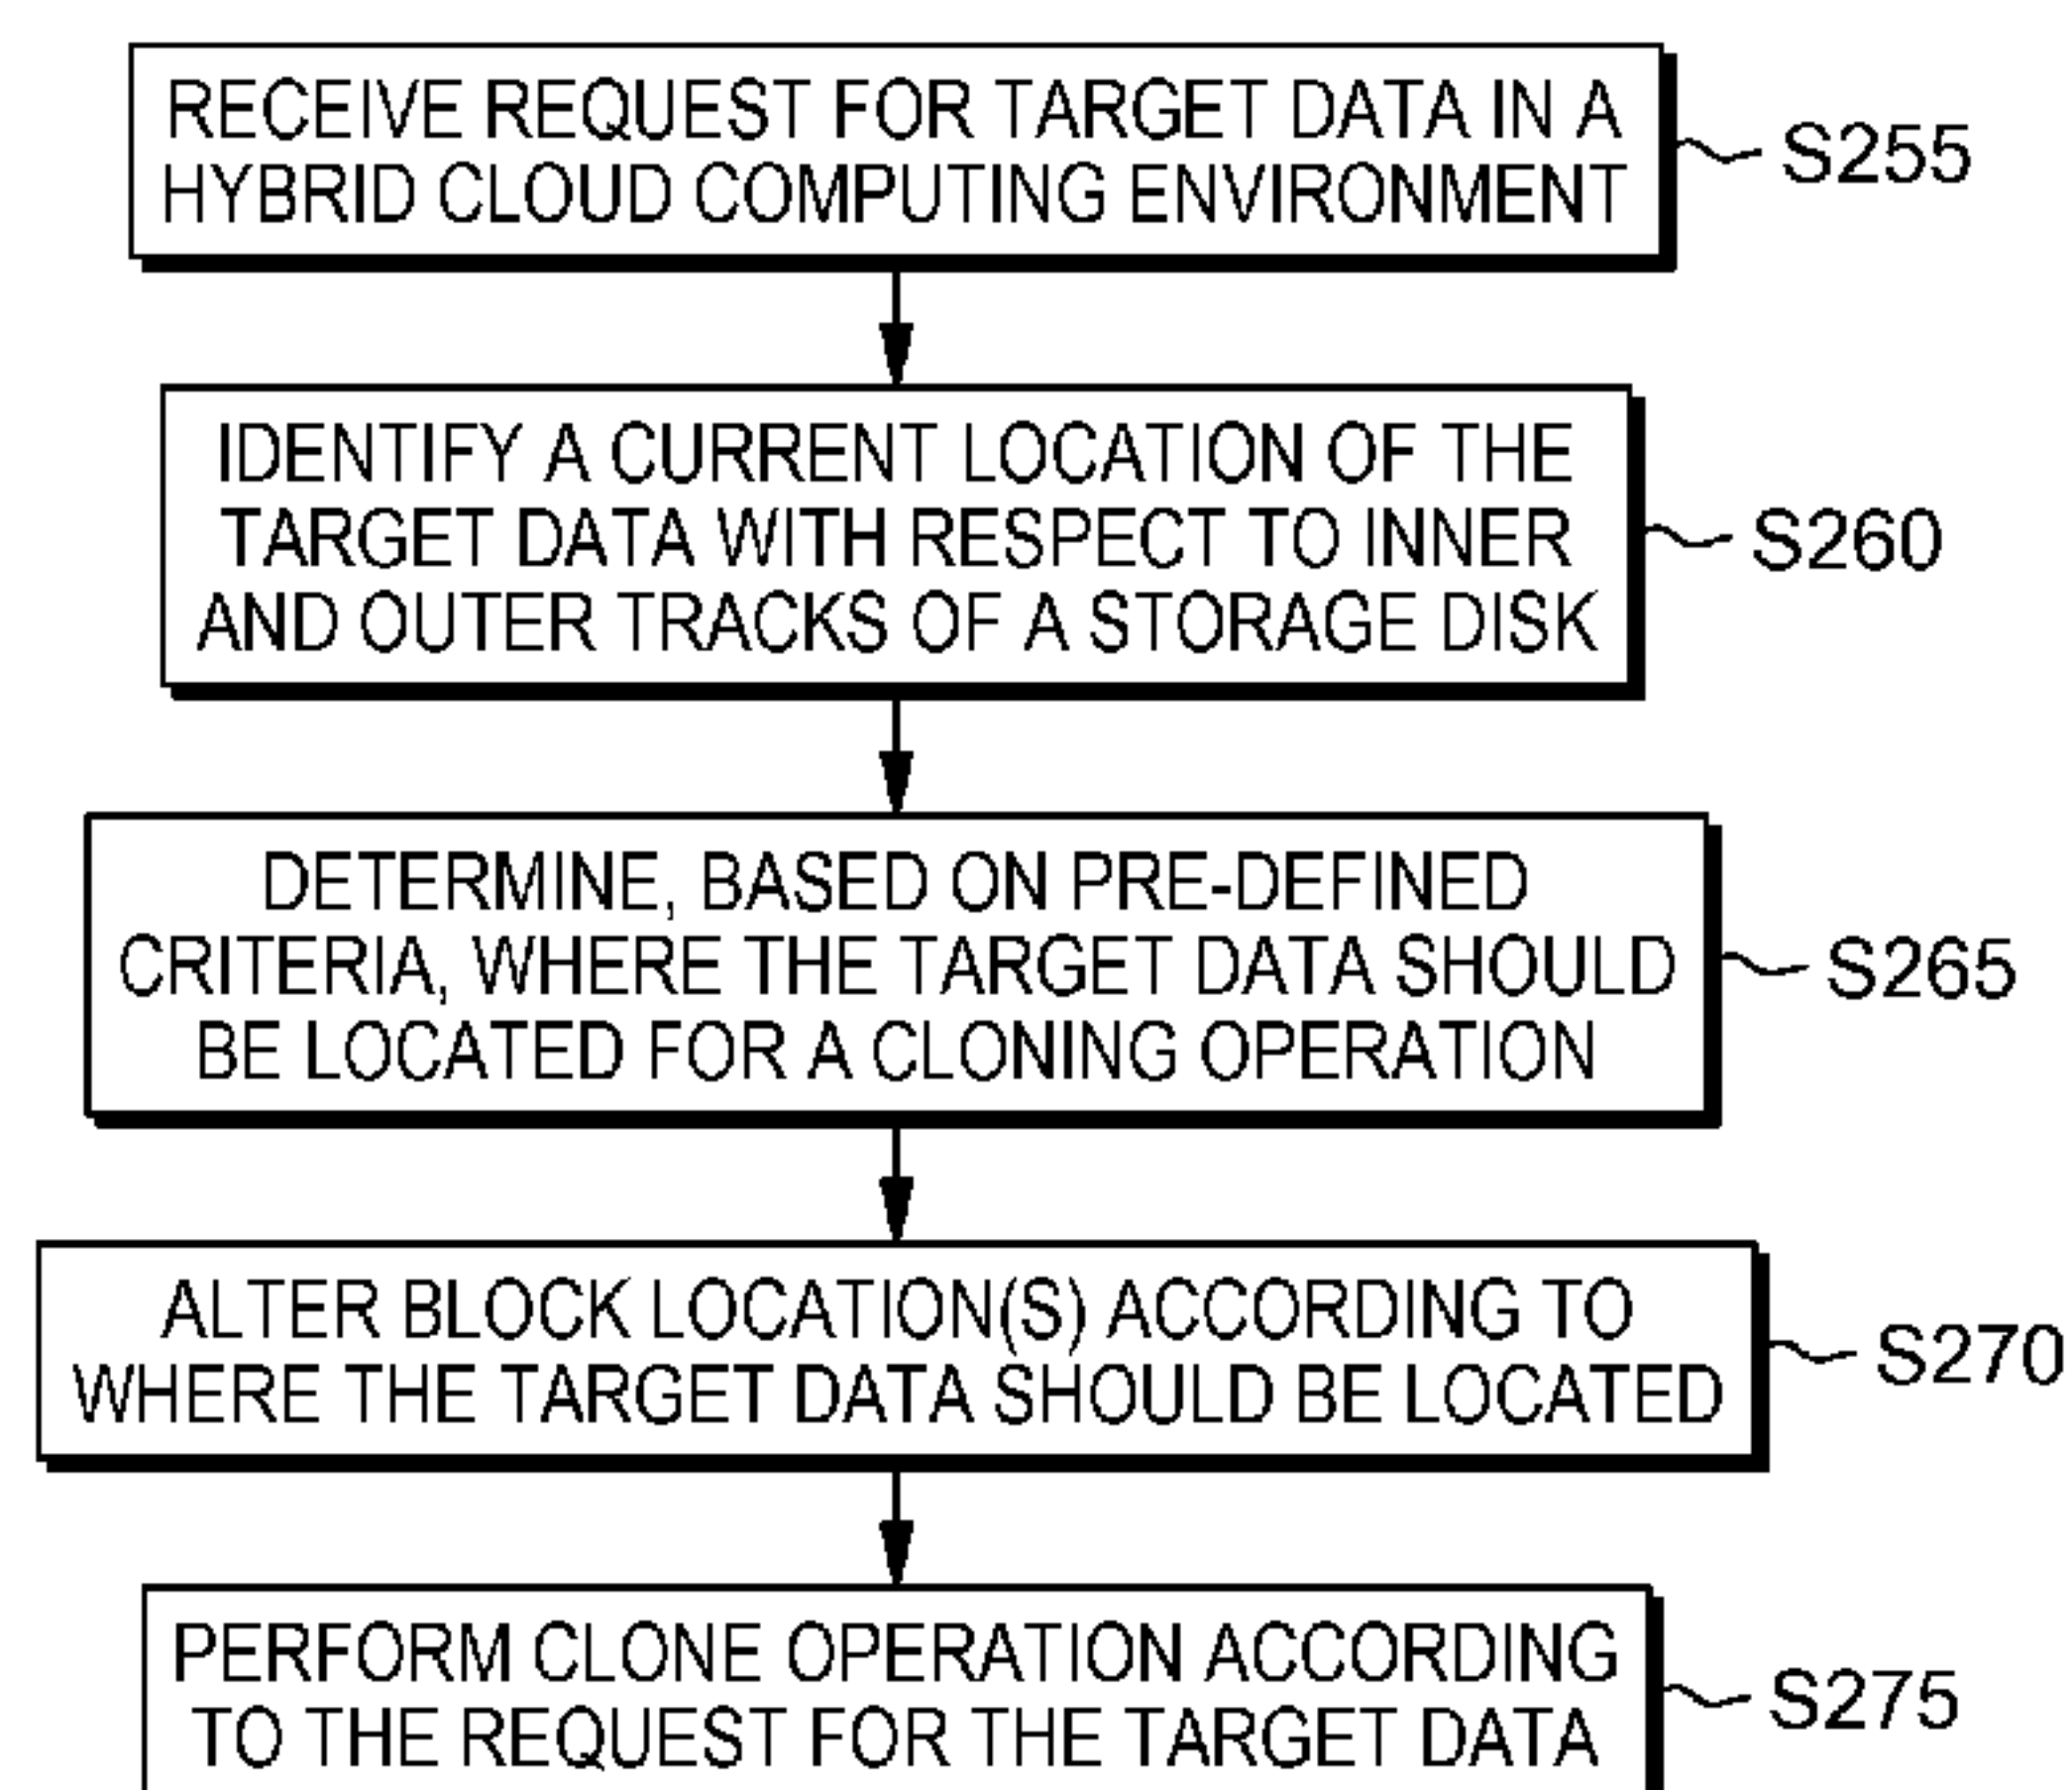 RECEIVE REQUEST FOR TARGET DATA IN A
HYBRID CLOUD COMPUTING ENVIRONMENT
S255
IDENTIFY A CURRENT LOCATION OF THE
TARGET DATA WITH RESPECT TO INNER
AND OUTER TRACKS OF A STORAGE DISK
S260
DETERMINE, BASED ON PRE-DEFINED
CRITERIA, WHERE THE TARGET DATA SHOULD
BE LOCATED FOR A CLONING OPERATION
S265
ALTER BLOCK LOCATION(S) ACCORDING TO
WHERE THE TARGET DATA SHOULD BE LOCATED
S270
PERFORM CLONE OPERATION ACCORDING
TO THE REQUEST FOR THE TARGET DATA
S275